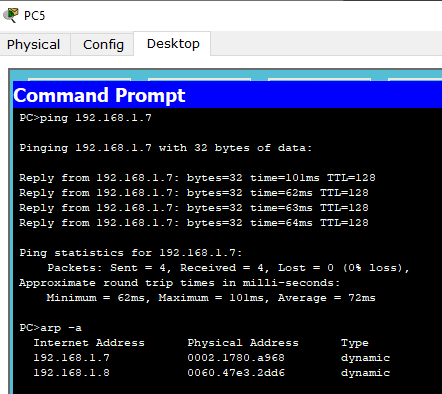 PC5
Physical Config Desktop
Command Prompt
PC>ping 192.168.1.7
Pinging 192.168.1.7 with 32 bytes of data:
Reply from 192.168.1.7: bytes=32 time=101ms TTL=128
Reply from 192.168.1.7: bytes=32 time=62ms TTL=128
Reply from 192.168.1.7: bytes=32 time=63ms TTL=128
Reply from 192.168.1.7: bytes=32 time=64ms TTL=128
Ping statistics for 192.168.1.7:
Packets: Sent = 4, Received = 4, Lost = 0 (0% loss),
Approximate round trip times in milli-seconds:
Minimum = 62ms, Maximum = 101ms, Average = 72ms
PC>arp -a
Internet Address Physical Address Type
192.168.1.7 0002.1780.a968 dynamic
192.168.1.8 0060.47e3.2dd6 dynamic